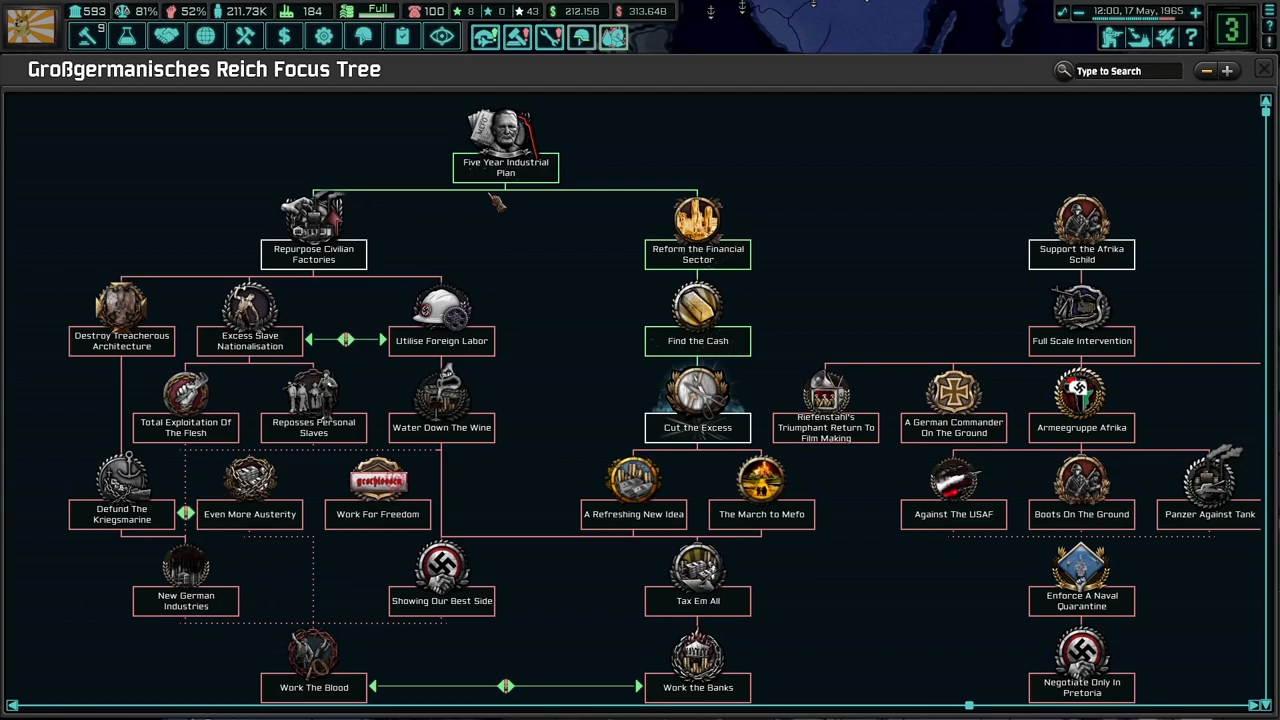 593 81% 52% 211.73K 184 Full 100 8 0 43 212.15B 313.64B 12:00, 17 May, 1965
9
3
Großgermanisches Reich Focus Tree
Type to Search
MEFO
Five Year Industrial
Plan
Repurpose Civilian
Factories
Reform the Financial
Sector
Support the Afrika
Schild
Destroy Treacherous
Architecture
Excess Slave
Nationalisation
Utilise Foreign Labor
Find the Cash
Full Scale Intervention
Total Exploitation Of
The Flesh
Reposses Personal
Slaves
Water Down The Wine
Cut the Excess
Riefenstahl's
Triumphant Return To
Film Making
A German Commander
On The Ground
Armeegruppe Afrika
geschlossen
Defund The
Kriegsmarine
Even More Austerity
Work For Freedom
A Refreshing New Idea
The March to Mefo
Against The USAF
Boots On The Ground
Panzer Against Tank
New German
Industries
Showing Our Best Side
Tax Em All
Enforce A Naval
Quarantine
Work The Blood
Work the Banks
Negotiate Only In
Pretoria